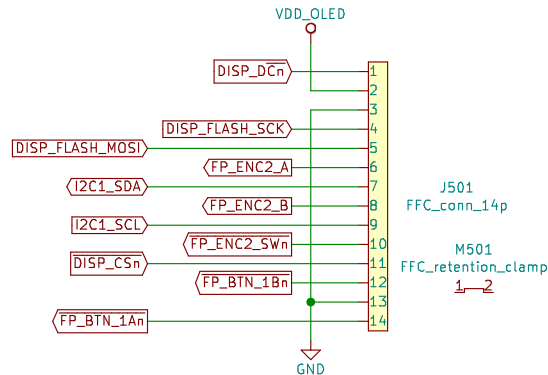 VDD_OLED
DISP_DCn 1
2
3
DISP_FLASH_SCK 4
DISP_FLASH_MOSI 5
FP_ENC2_A 6
I2C1_SDA 7
J501
FP_ENC2_B 8
FFC_conn_14p
I2C1_SCL 9
FP_ENC2_SWn 10
M501
DISP_CSn 11
FFC_retention_clamp
FP_BTN_1Bn 12
1 2
13
FP_BTN_1An 14
GND